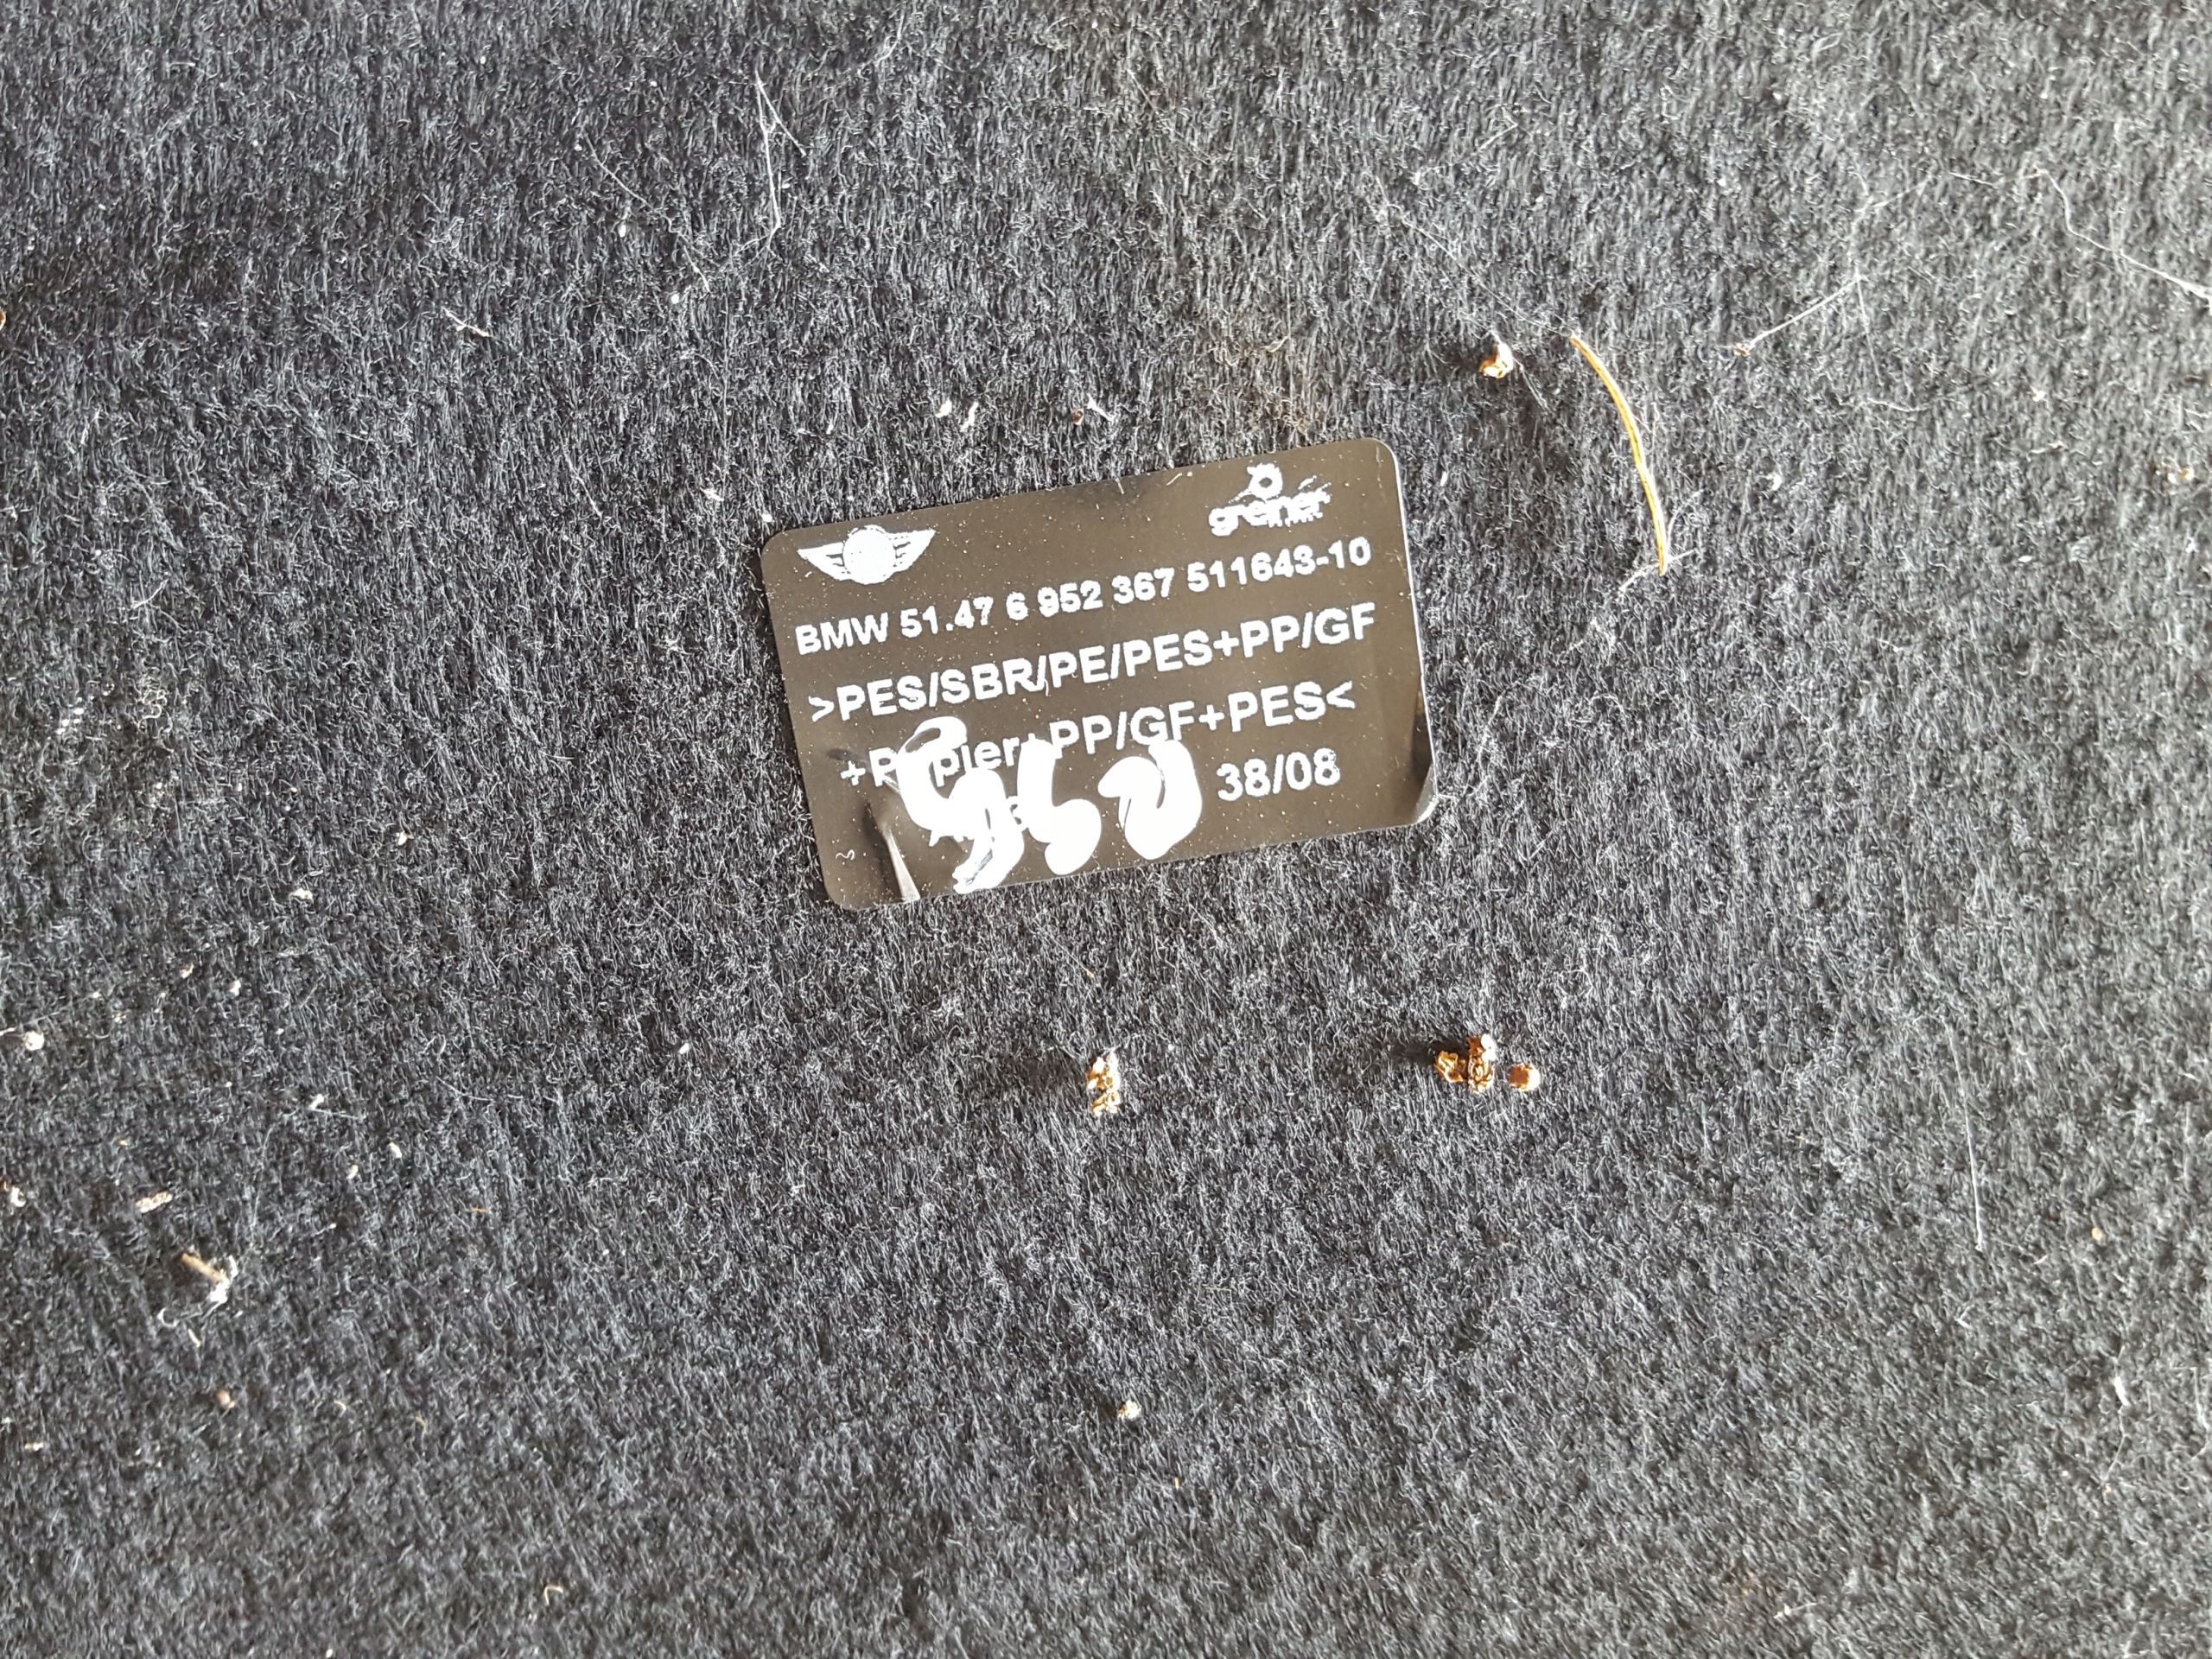 greiner
BMW 51.47 6 952 367 511643-10
>PES/SBR/PE/PES+PP/GF
+Papier+PP/GF+PES<
38/08